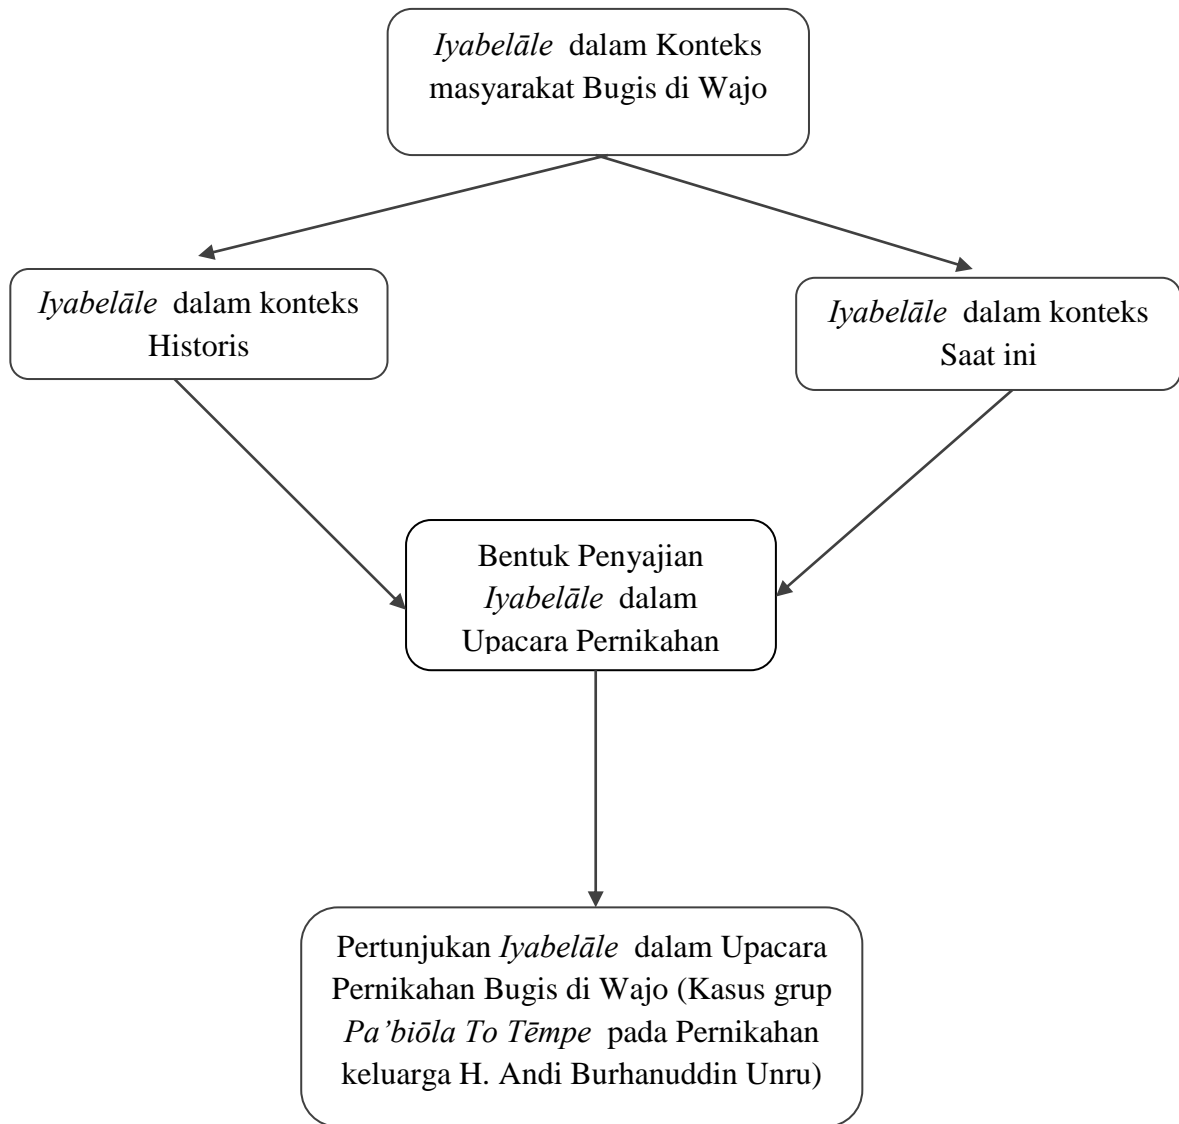 Iyabelāle dalam Konteks
masyarakat Bugis di Wajo
Iyabelāle dalam konteks
Historis
Iyabelāle dalam konteks
Saat ini
Bentuk Penyajian
Iyabelāle dalam
Upacara Pernikahan
Pertunjukan Iyabelāle dalam Upacara
Pernikahan Bugis di Wajo (Kasus grup
Pa’biōla To Tēmpe pada Pernikahan
keluarga H. Andi Burhanuddin Unru)